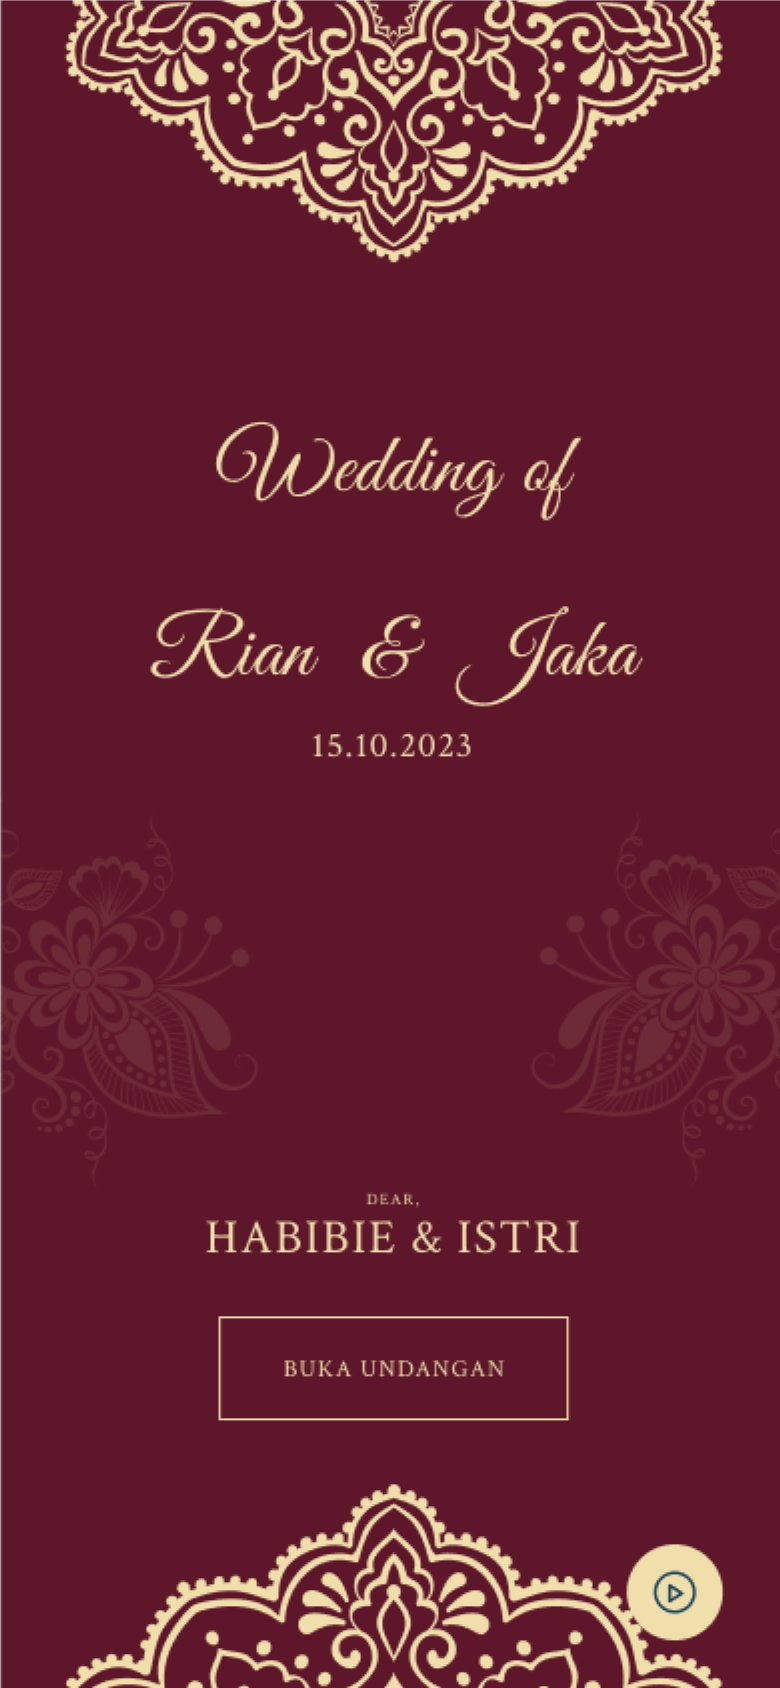 Wedding of
Rian & Jaka
15.10.2023
DEAR,
HABIBIE & ISTRI
BUKA UNDANGAN